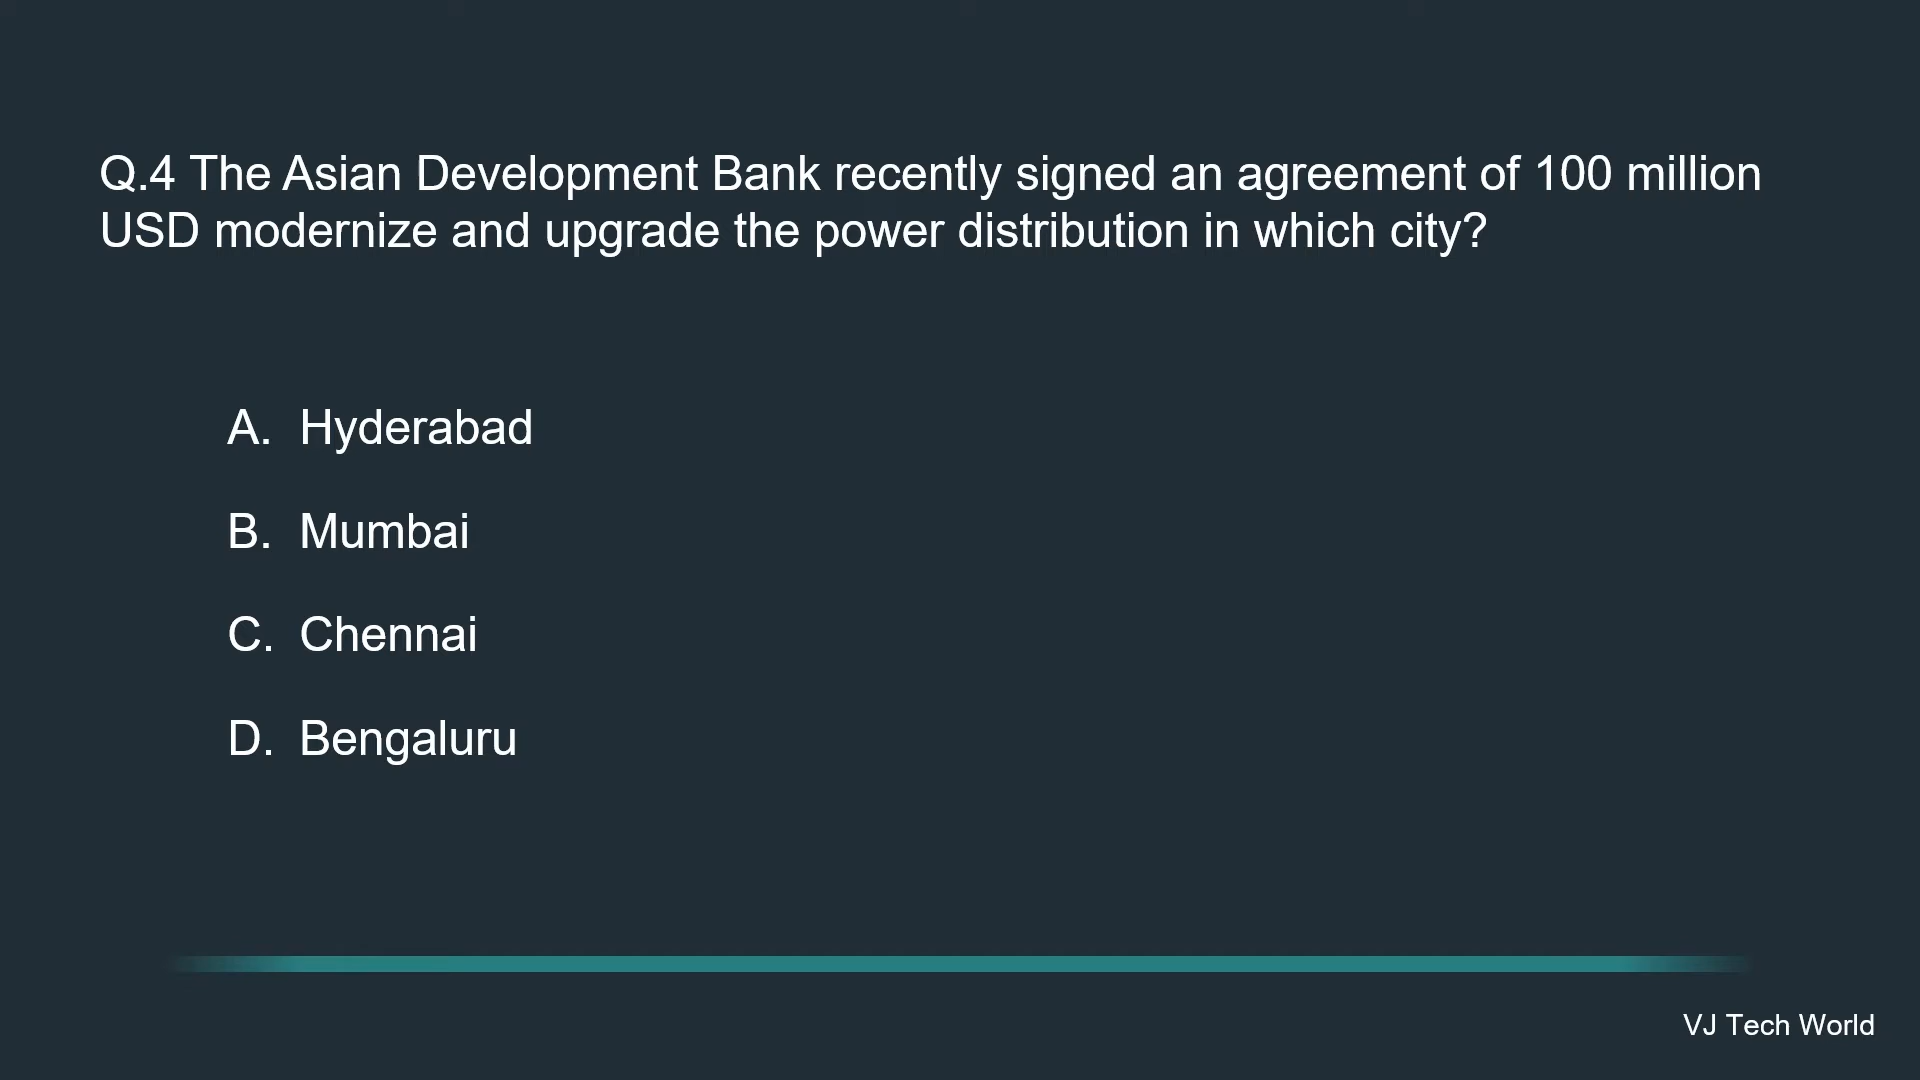 Q.4 The Asian Development Bank recently signed an agreement of 100 million
USD modernize and upgrade the power distribution in which city?
A. Hyderabad
B. Mumbai
C. Chennai
D. Bengaluru
VJ Tech World